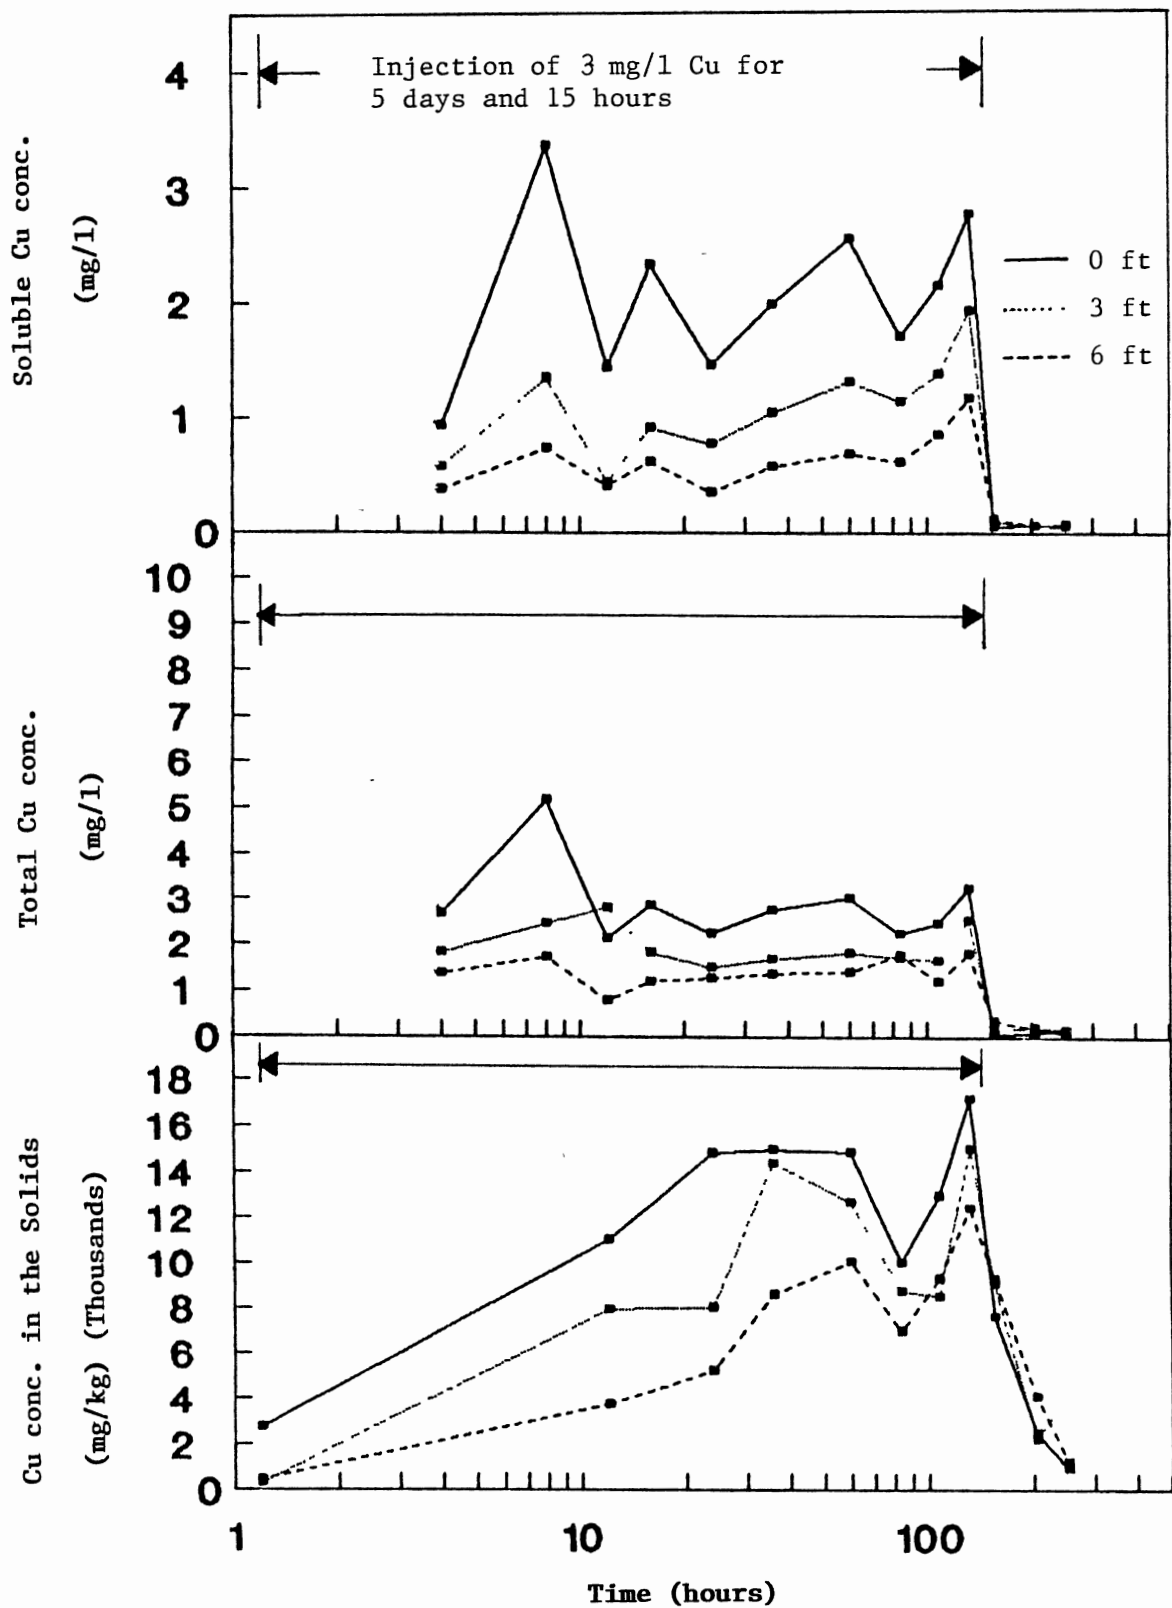 Soluble Cu conc.
(mg/l)
4
3
2
1
0
Injection of 3 mg/l Cu for
5 days and 15 hours
0 ft
3 ft
6 ft
Total Cu conc.
(mg/l)
10
9
8
7
6
5
4
3
2
1
0
Cu conc. in the Solids
(mg/kg) (Thousands)
18
16
14
12
10
8
6
4
2
0
1 10 100
Time (hours)